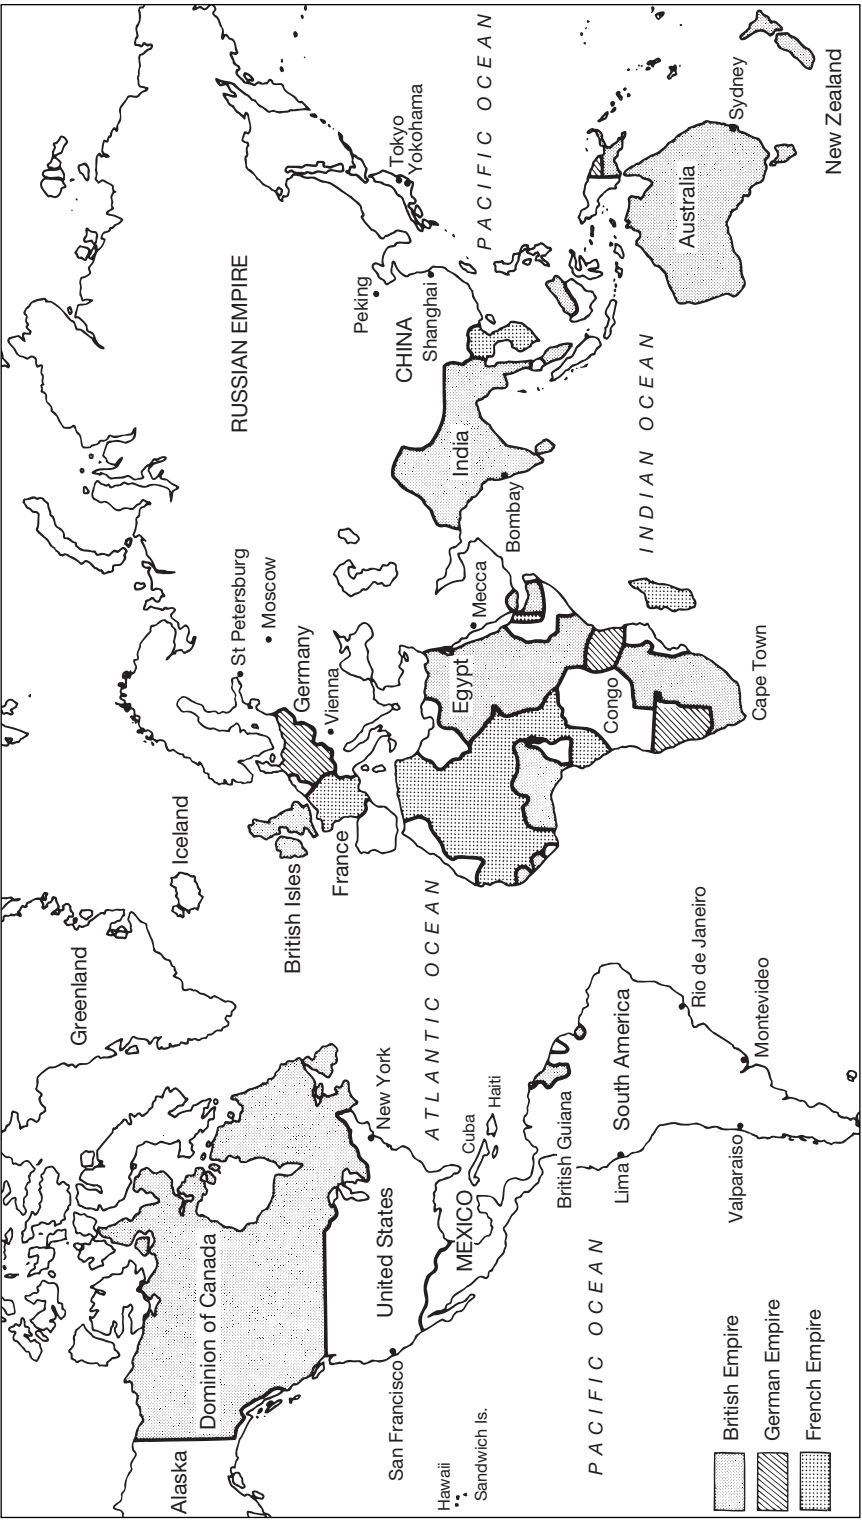 Alaska
Dominion of Canada
Greenland
Iceland
British Isles
France
Germany
Vienna
St Petersburg
Moscow
RUSSIAN EMPIRE
Peking
CHINA
Shanghai
Tokyo
Yokohama
PACIFIC OCEAN
San Francisco
United States
New York
MEXICO
Cuba
Haiti
ATLANTIC OCEAN
Hawaii
Sandwich Is.
Egypt
Mecca
India
Bombay
British Guiana
PACIFIC OCEAN
South America
Lima
Congo
INDIAN OCEAN
Australia
Sydney
New Zealand
Rio de Janeiro
Cape Town
Valparaiso
Montevideo
British Empire
German Empire
French Empire